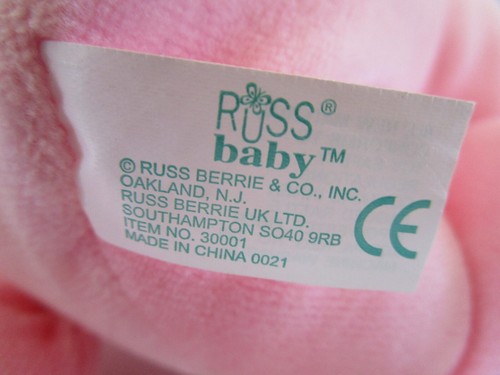 RUSS®
baby™
© RUSS BERRIE & CO., INC.
OAKLAND, N.J.
RUSS BERRIE UK LTD.
SOUTHAMPTON SO40 9RB
ITEM NO. 30001
MADE IN CHINA 0021
CE